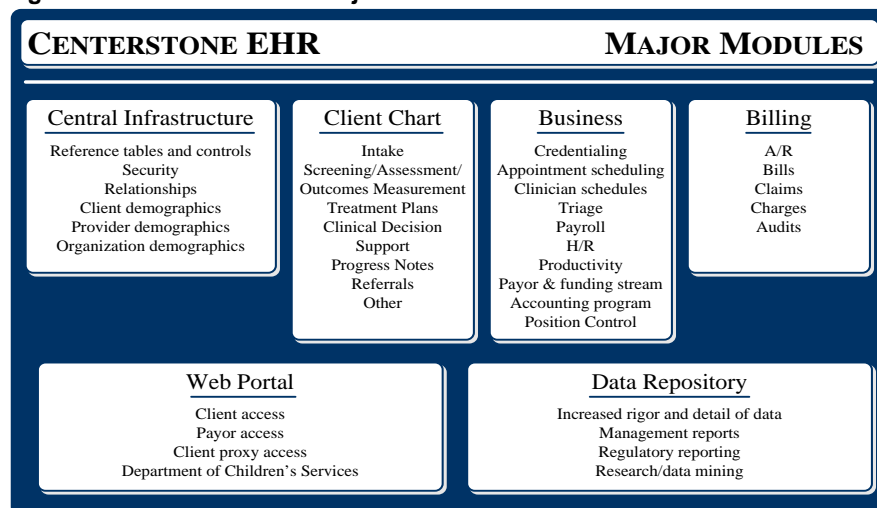 CENTERSTONE EHR MAJOR MODULES
Central Infrastructure
Reference tables and controls
Security
Relationships
Client demographics
Provider demographics
Organization demographics
Client Chart
Intake
Screening/Assessment/
Outcomes Measurement
Treatment Plans
Clinical Decision
Support
Progress Notes
Referrals
Other
Business
Credentialing
Appointment scheduling
Clinician schedules
Triage
Payroll
H/R
Productivity
Payor & funding stream
Accounting program
Position Control
Billing
A/R
Bills
Claims
Charges
Audits
Web Portal
Client access
Payor access
Client proxy access
Department of Children's Services
Data Repository
Increased rigor and detail of data
Management reports
Regulatory reporting
Research/data mining